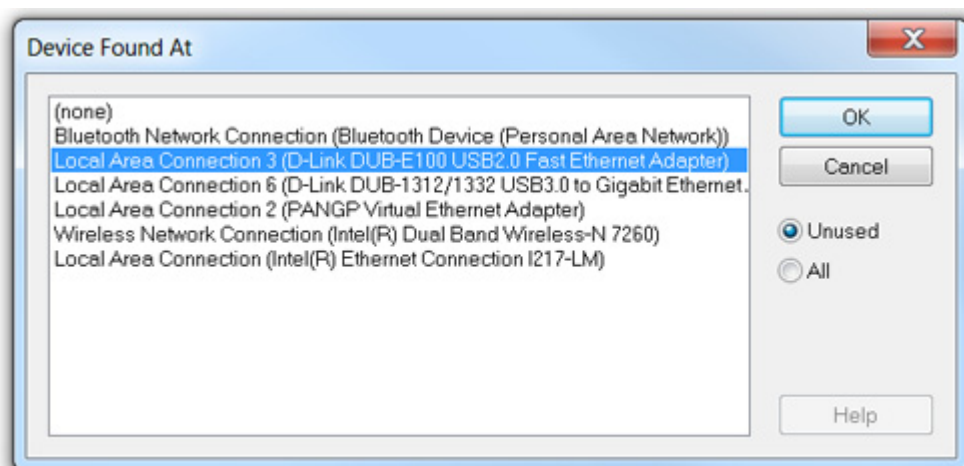 Device Found At
(none)
Bluetooth Network Connection (Bluetooth Device (Personal Area Network))
Local Area Connection 3 (D-Link DUB-E100 USB2.0 Fast Ethernet Adapter)
Local Area Connection 6 (D-Link DUB-1312/1332 USB3.0 to Gigabit Ethernet.
Local Area Connection 2 (PANGP Virtual Ethernet Adapter)
Wireless Network Connection (Intel(R) Dual Band Wireless-N 7260)
Local Area Connection (Intel(R) Ethernet Connection I217-LM)
OK
Cancel
Unused
All
Help